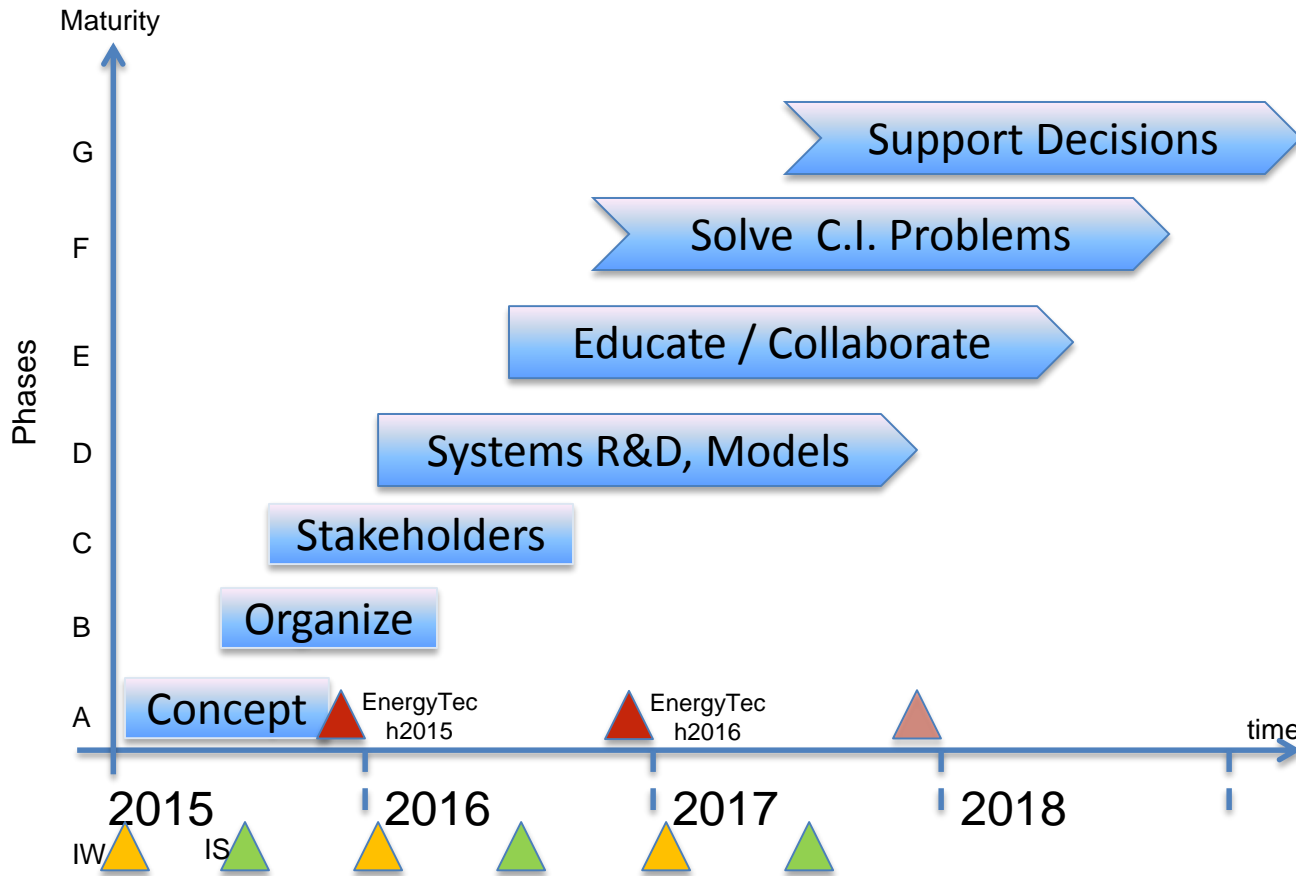 Maturity
G
Support Decisions
F
Solve C.I. Problems
Phases
E
Educate / Collaborate
D
Systems R&D, Models
C
Stakeholders
B
Organize
A
Concept
EnergyTec
h2015
EnergyTec
h2016
time
2015
2016
2017
2018
IW
IS